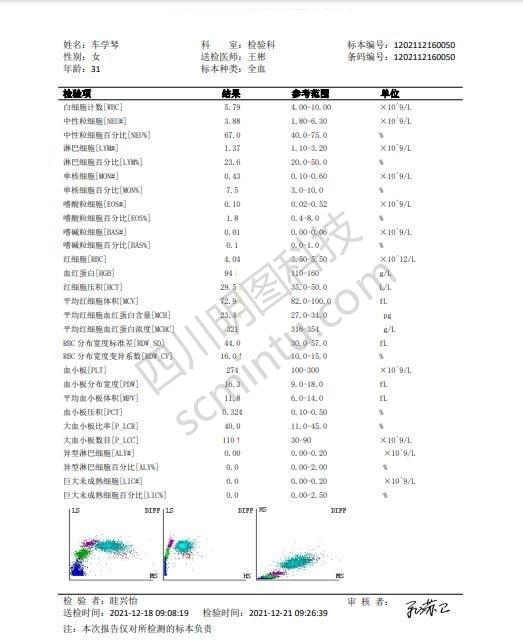 姓名：车学琴 科 室：检验科 标本编号：1202112160050
性别：女 送检医师：王彬 条码编号：1202112160050
年龄：31 标本种类：全血
检验项 结果 参考范围 单位
白细胞计数[WBC] 5.79 4.00-10.00 ×10^9/L
中性粒细胞[NEU#] 3.88 1.80-6.30 ×10^9/L
中性粒细胞百分比[NEU%] 67.0 40.0-75.0 %
淋巴细胞[LYM#] 1.37 1.10-3.20 ×10^9/L
淋巴细胞百分比[LYM%] 23.6 20.0-50.0 %
单核细胞[MON#] 0.43 0.10-0.60 ×10^9/L
单核细胞百分比[MON%] 7.5 3.0-10.0 %
嗜酸粒细胞[EOS#] 0.10 0.02-0.52 ×10^9/L
嗜酸粒细胞百分比[EOS%] 1.8 0.4-8.0 %
嗜碱粒细胞[BAS#] 0.01 0.00-0.06 ×10^9/L
嗜碱粒细胞百分比[BAS%] 0.1 0.0-1.0 %
红细胞[RBC] 4.04 3.50-5.50 ×10^12/L
血红蛋白[HGB] 94 110-160 g/L
红细胞压积[HCT] 29.5 35.0-50.0 L/L
平均红细胞体积[MCV] 72.9 82.0-100.0 fL
平均红细胞血红蛋白含量[MCH] 23.4 27.0-34.0 pg
平均红细胞血红蛋白浓度[MCHC] 321 316-354 g/L
RBC 分布宽度标准差[RDW_SD] 44.0 30.0-57.0 fL
RBC 分布宽度变异系数[RDW_CV] 16.0↑ 40.0-15.0 %
血小板[PLT] 274 100-300 ×10^9/L
血小板分布宽度[PDW] 16.3 9.0-18.0 fL
平均血小板体积[MPV] 11.8 6.0-14.0 fL
血小板压积[PCT] 0.324 0.10-0.50 %
大血小板比率[P_LCR] 40.0 11.0-45.0 %
大血小板数目[P_LCC] 110↑ 30-90 ×10^9/L
异型淋巴细胞[ALY#] 0.00 0.00-0.20 ×10^9/L
异型淋巴细胞百分比[ALY%] 0.0 0.00-2.00 %
巨大未成熟细胞[LIC#] 0.0 0.00-0.20 ×10^9/L
巨大未成熟细胞百分比[LIC%] 0.0 0.00-2.50 %
四川明图科技
scmintu.com
LS DIFF LS DIFF MS DIFF
MS HS HS
检 验 者：眭兴怡 审 核 者：
送检时间：2021-12-18 09:08:19 检验时间：2021-12-21 09:26:39
注：本次报告仅对所检测的标本负责